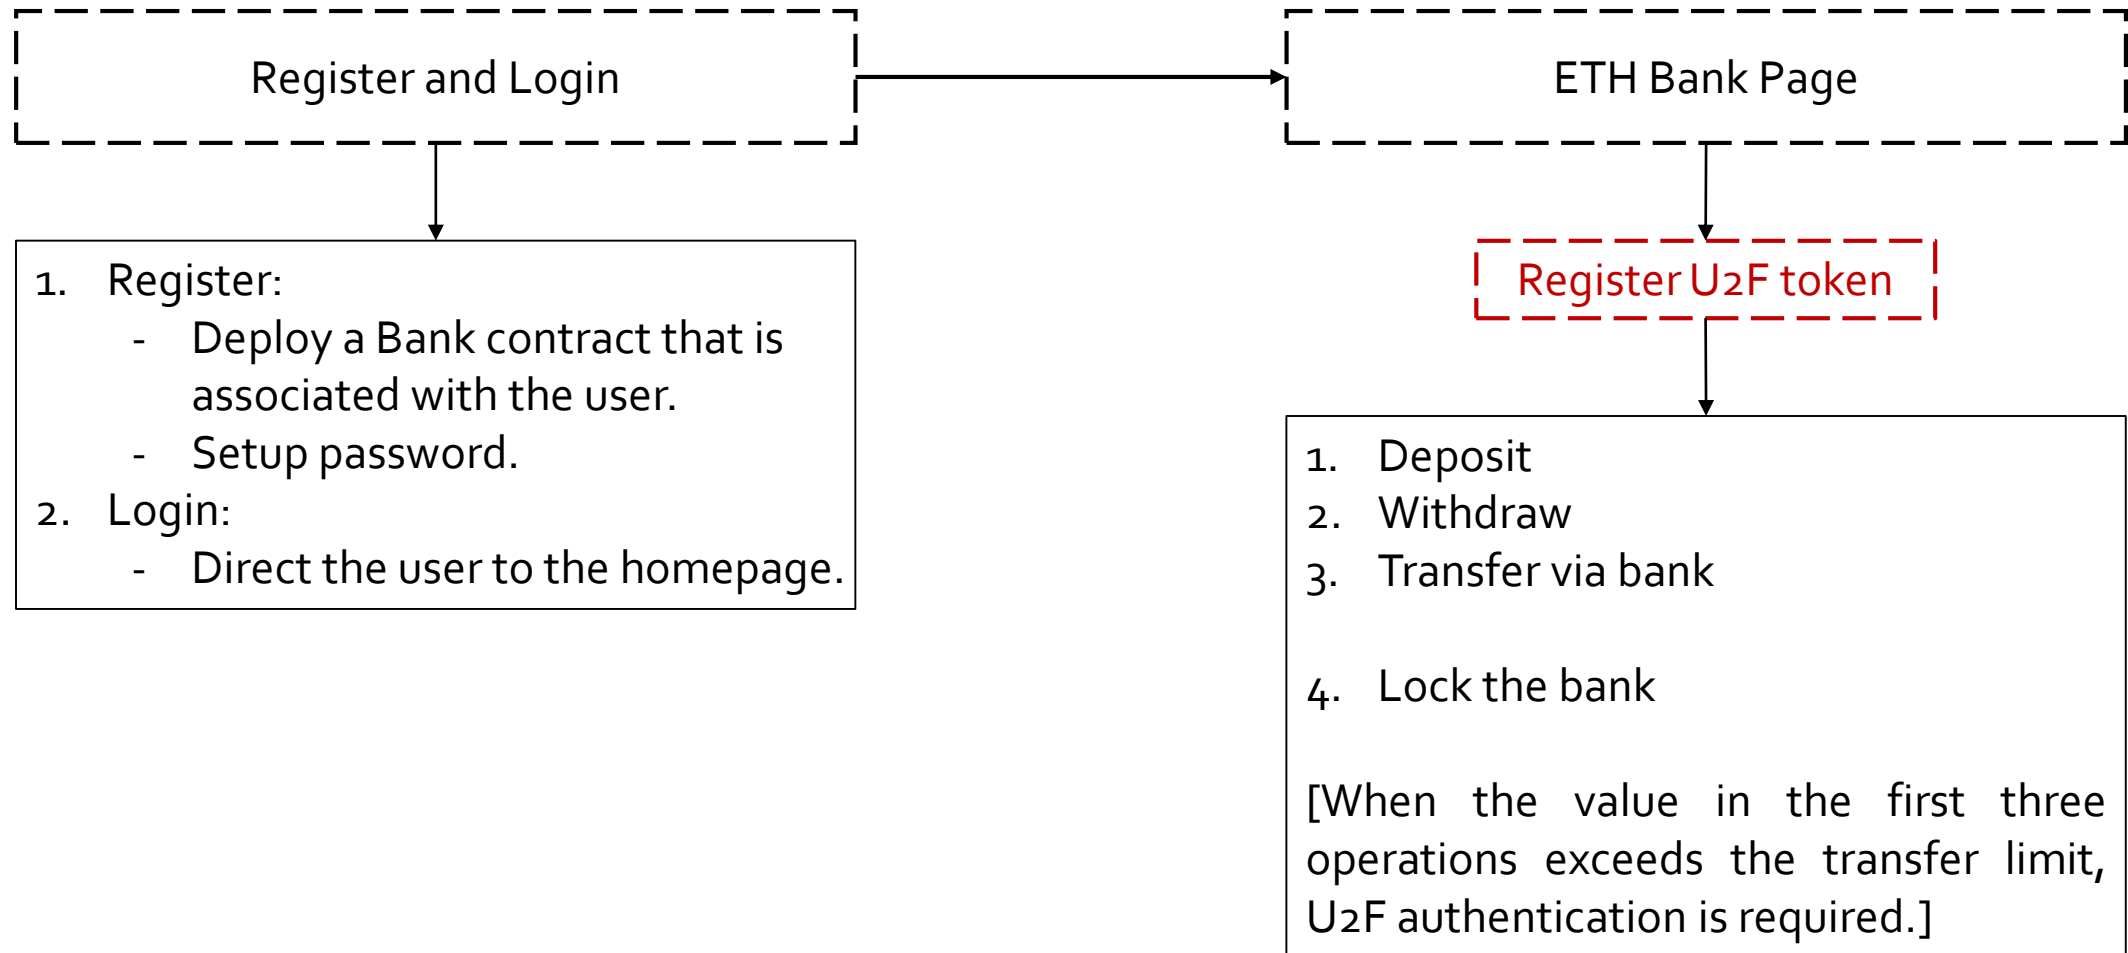 Register and Login
ETH Bank Page
1. Register:
- Deploy a Bank contract that is
associated with the user.
- Setup password.
2. Login:
- Direct the user to the homepage.
Register U2F token
1. Deposit
2. Withdraw
3. Transfer via bank
4. Lock the bank
[When the value in the first three
operations exceeds the transfer limit,
U2F authentication is required.]